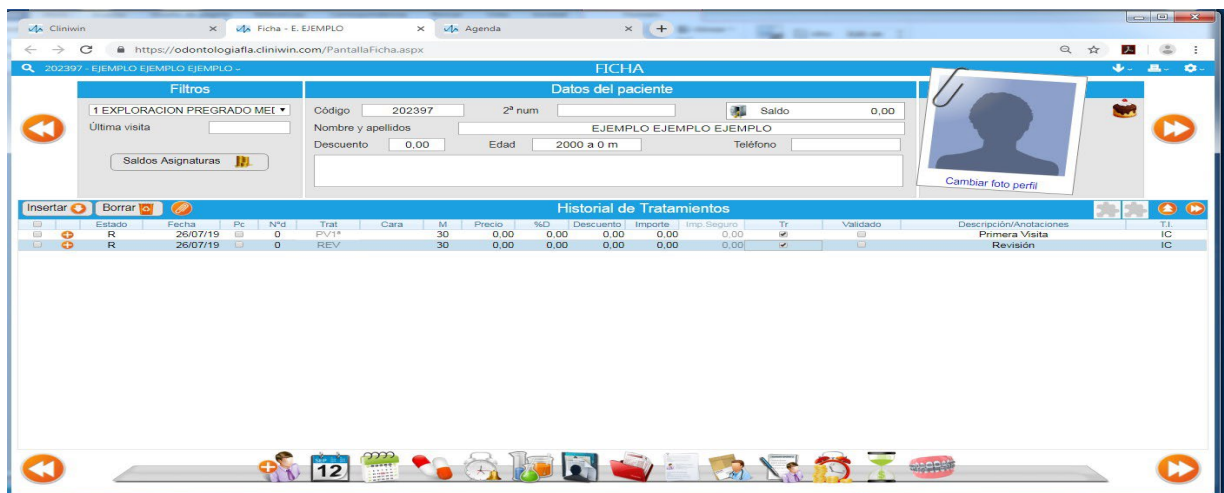 Cliniwin
Ficha - E. EJEMPLO
Agenda
https://odontologiafla.cliniwin.com/PantallaFicha.aspx
202397 - EJEMPLO EJEMPLO EJEMPLO -
FICHA
Filtros
Datos del paciente
1 EXPLORACION PREGRADO MED
Código 202397 2ª num Saldo 0,00
Última visita
Nombre y apellidos EJEMPLO EJEMPLO EJEMPLO
Descuento 0,00 Edad 2000 a 0 m Teléfono
Saldos Asignaturas
Cambiar foto perfil
Insertar Borrar Historial de Tratamientos
Estado Fecha Pc Nºd Trat Cara M Precio %D Descuento Importe Imp.Seguro Tr Validado Descripción/Anotaciones T.I.
R 26/07/19 0 PV1ª 30 0,00 0,00 0,00 0,00 0,00 Primera Visita IC
R 26/07/19 0 REV 30 0,00 0,00 0,00 0,00 0,00 Revisión IC
12